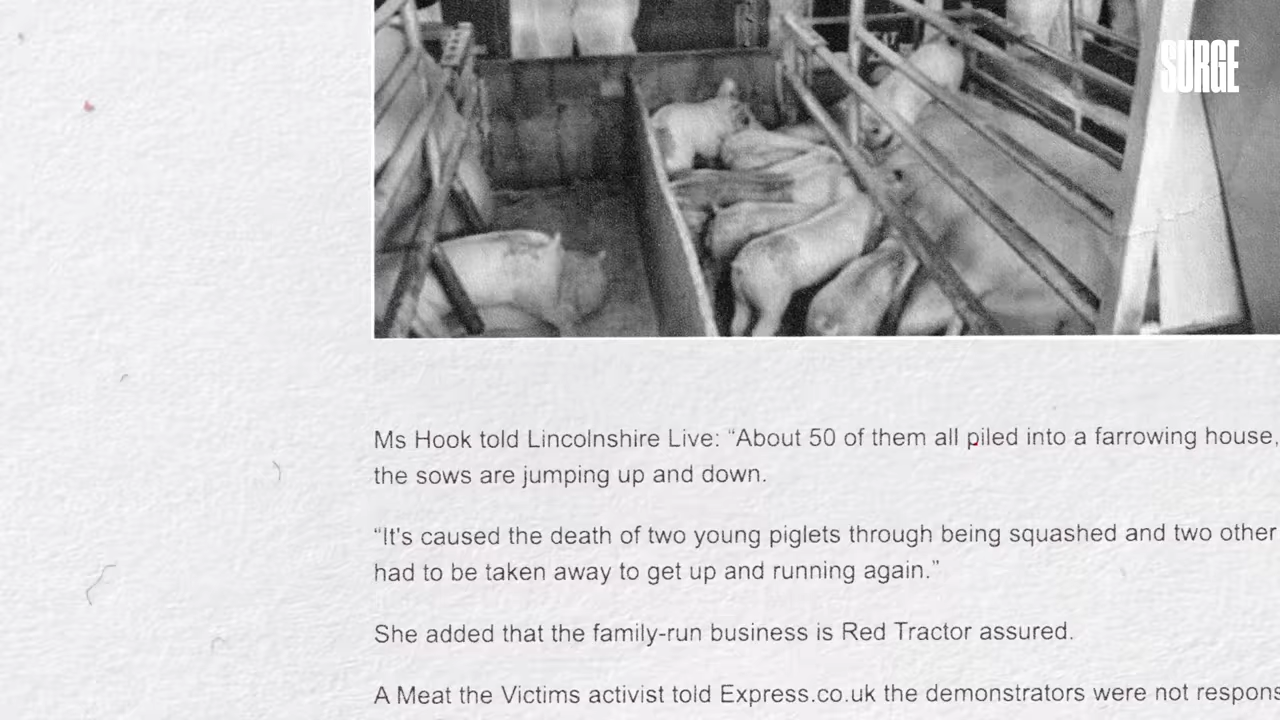 SURGE
Ms Hook told Lincolnshire Live: “About 50 of them all piled into a farrowing house,
the sows are jumping up and down.
“It's caused the death of two young piglets through being squashed and two other
had to be taken away to get up and running again.”
She added that the family-run business is Red Tractor assured.
A Meat the Victims activist told Express.co.uk the demonstrators were not respons